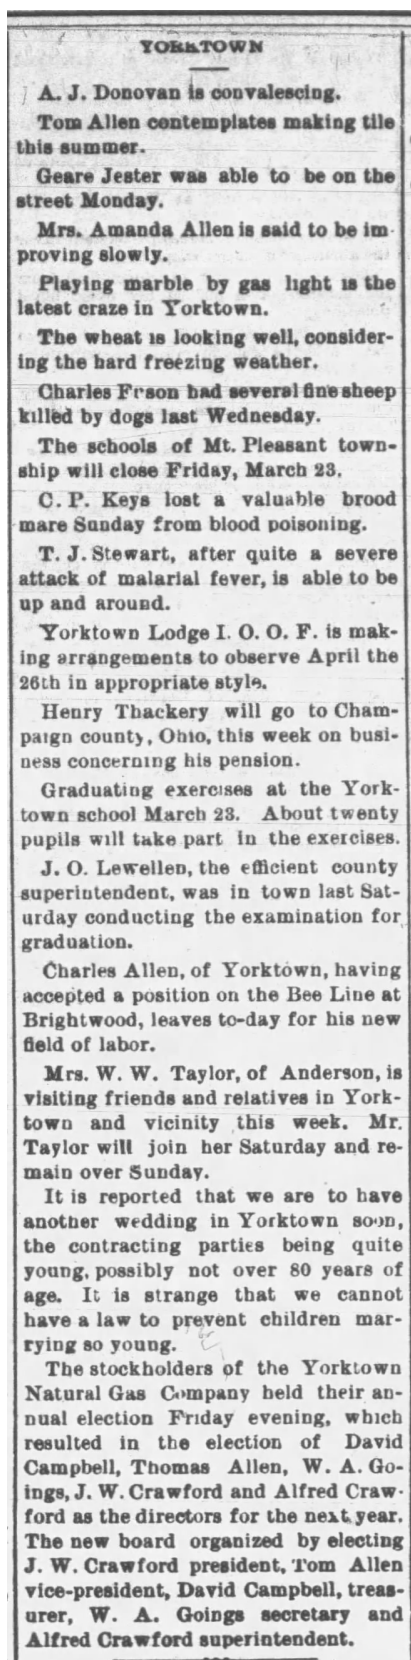 YORKTOWN
A. J. Donovan is convalescing.
Tom Allen contemplates making tile
this summer.
Geare Jester was able to be on the
street Monday.
Mrs. Amanda Allen is said to be im-
proving slowly.
Playing marble by gas light is the
latest craze in Yorktown.
The wheat is looking well, consider-
ing the hard freezing weather.
Charles Frson had several fine sheep
killed by dogs last Wednesday.
The schools of Mt. Pleasant town-
ship will close Friday, March 23.
C. P. Keys lost a valuable brood
mare Sunday from blood poisoning.
T. J. Stewart, after quite a severe
attack of malarial fever, is able to be
up and around.
Yorktown Lodge I. O. O. F. is mak-
ing arrangements to observe April the
26th in appropriate style.
Henry Thackery will go to Cham-
paign county, Ohio, this week on busi-
ness concerning his pension.
Graduating exercises at the York-
town school March 23. About twenty
pupils will take part in the exercises.
J. O. Lewellen, the efficient county
superintendent, was in town last Sat-
urday conducting the examination for
graduation.
Charles Allen, of Yorktown, having
accepted a position on the Bee Line at
Brightwood, leaves to-day for his new
field of labor.
Mrs. W. W. Taylor, of Anderson, is
visiting friends and relatives in York-
town and vicinity this week. Mr.
Taylor will join her Saturday and re-
main over Sunday.
It is reported that we are to have
another wedding in Yorktown soon,
the contracting parties being quite
young, possibly not over 80 years of
age. It is strange that we cannot
have a law to prevent children mar-
rying so young.
The stockholders of the Yorktown
Natural Gas Company held their an-
nual election Friday evening, which
resulted in the election of David
Campbell, Thomas Allen, W. A. Go-
ings, J. W. Crawford and Alfred Craw-
ford as the directors for the next year.
The new board organized by electing
J. W. Crawford president, Tom Allen
vice-president, David Campbell, treas-
urer, W. A. Goings secretary and
Alfred Crawford superintendent.